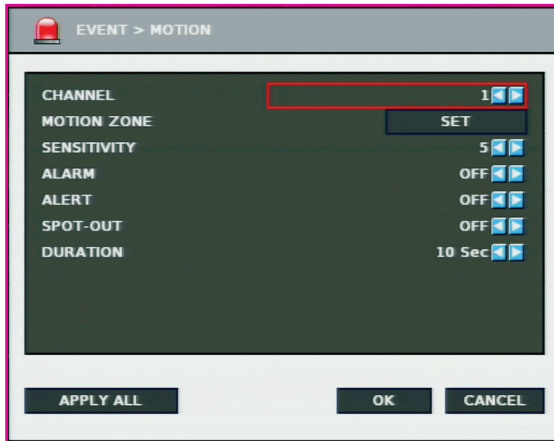 EVENT > MOTION
CHANNEL 1
MOTION ZONE SET
SENSITIVITY 5
ALARM OFF
ALERT OFF
SPOT-OUT OFF
DURATION 10 Sec
APPLY ALL OK CANCEL